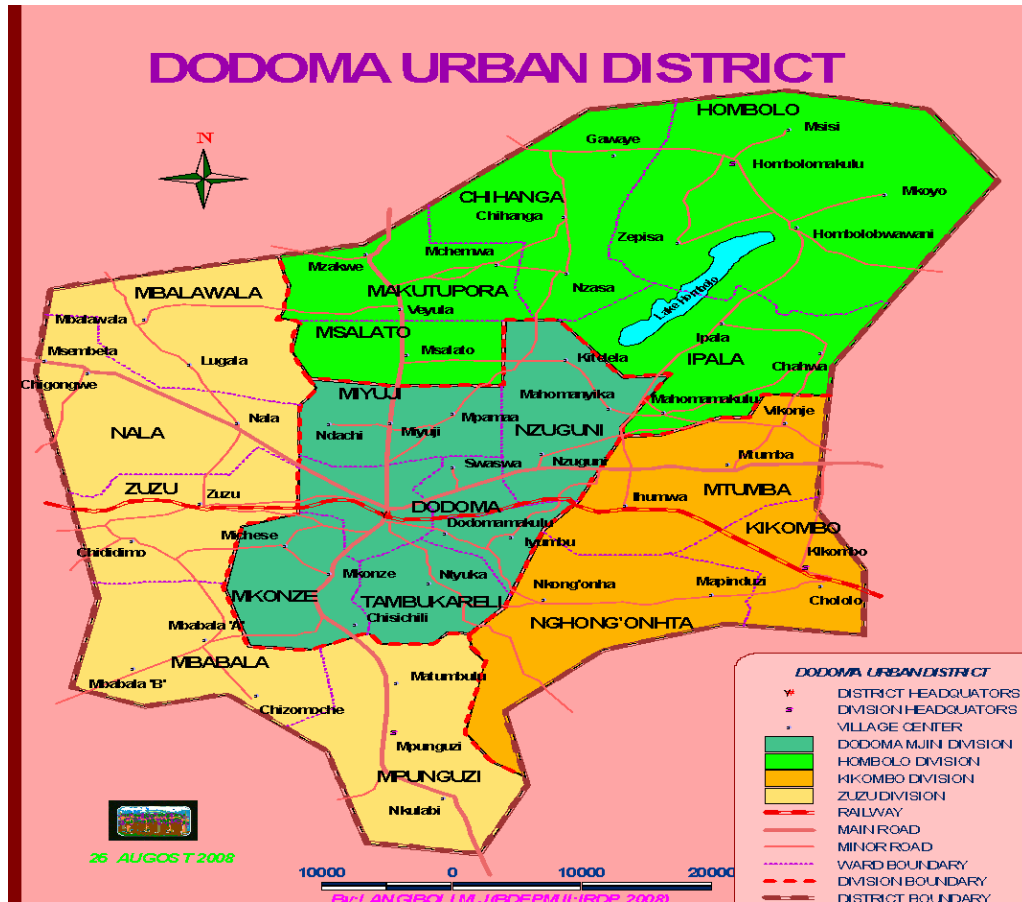 DODOMA URBAN DISTRICT
N
HOMBOLO
Msisi
Gawaye
Hombolomakulu
CHIHANGA
Mkoyo
Chihanga
Zepisa
Hombolobwawani
Mchemwa
Mzakwe
Nzasa
MBALAWALA
MAKUTUPORA
Lake Hombolo
Veyula
Mbalawala
MSALATO
Ipala
Msembeta
Lugala
Msalato
Kitelela
IPALA
Chahwa
Chigongwe
MIYUJI
Mahomanyika
Mahomamakulu
Vikonje
Nala
Mpamaa
NALA
Ndachi
Miyuji
NZUGUNI
Swaswa
Nzuguni
Mtumba
ZUZU
Zuzu
MTUMBA
Ihumwa
DODOMA
Dodomamakulu
KIKOMBO
Michese
Iyumbu
Kikombo
Chididimo
Mkonze
Ntyuka
Nkong'onha
Mapinduzi
Chololo
MKONZE
TAMBUKARELI
Chisichili
NGHONG'ONHTA
Mbabala 'A'
MBABALA
Mbabala 'B'
Matumbulu
Chizomoche
Mpunguzi
MPUNGUZI
Nkulabi
DODOMA URBAN DISTRICT
DISTRICT HEADQUATORS
DIVISION HEADQUATORS
VILLAGE CENTER
DODOMA MJINI DIVISION
HOMBOLO DIVISION
KIKOMBO DIVISION
ZUZU DIVISION
RAILWAY
MAIN ROAD
MINOR ROAD
WARD BOUNDARY
DIVISION BOUNDARY
DISTRICT BOUNDARY
26 AUGOST 2008
10000 0 10000 20000